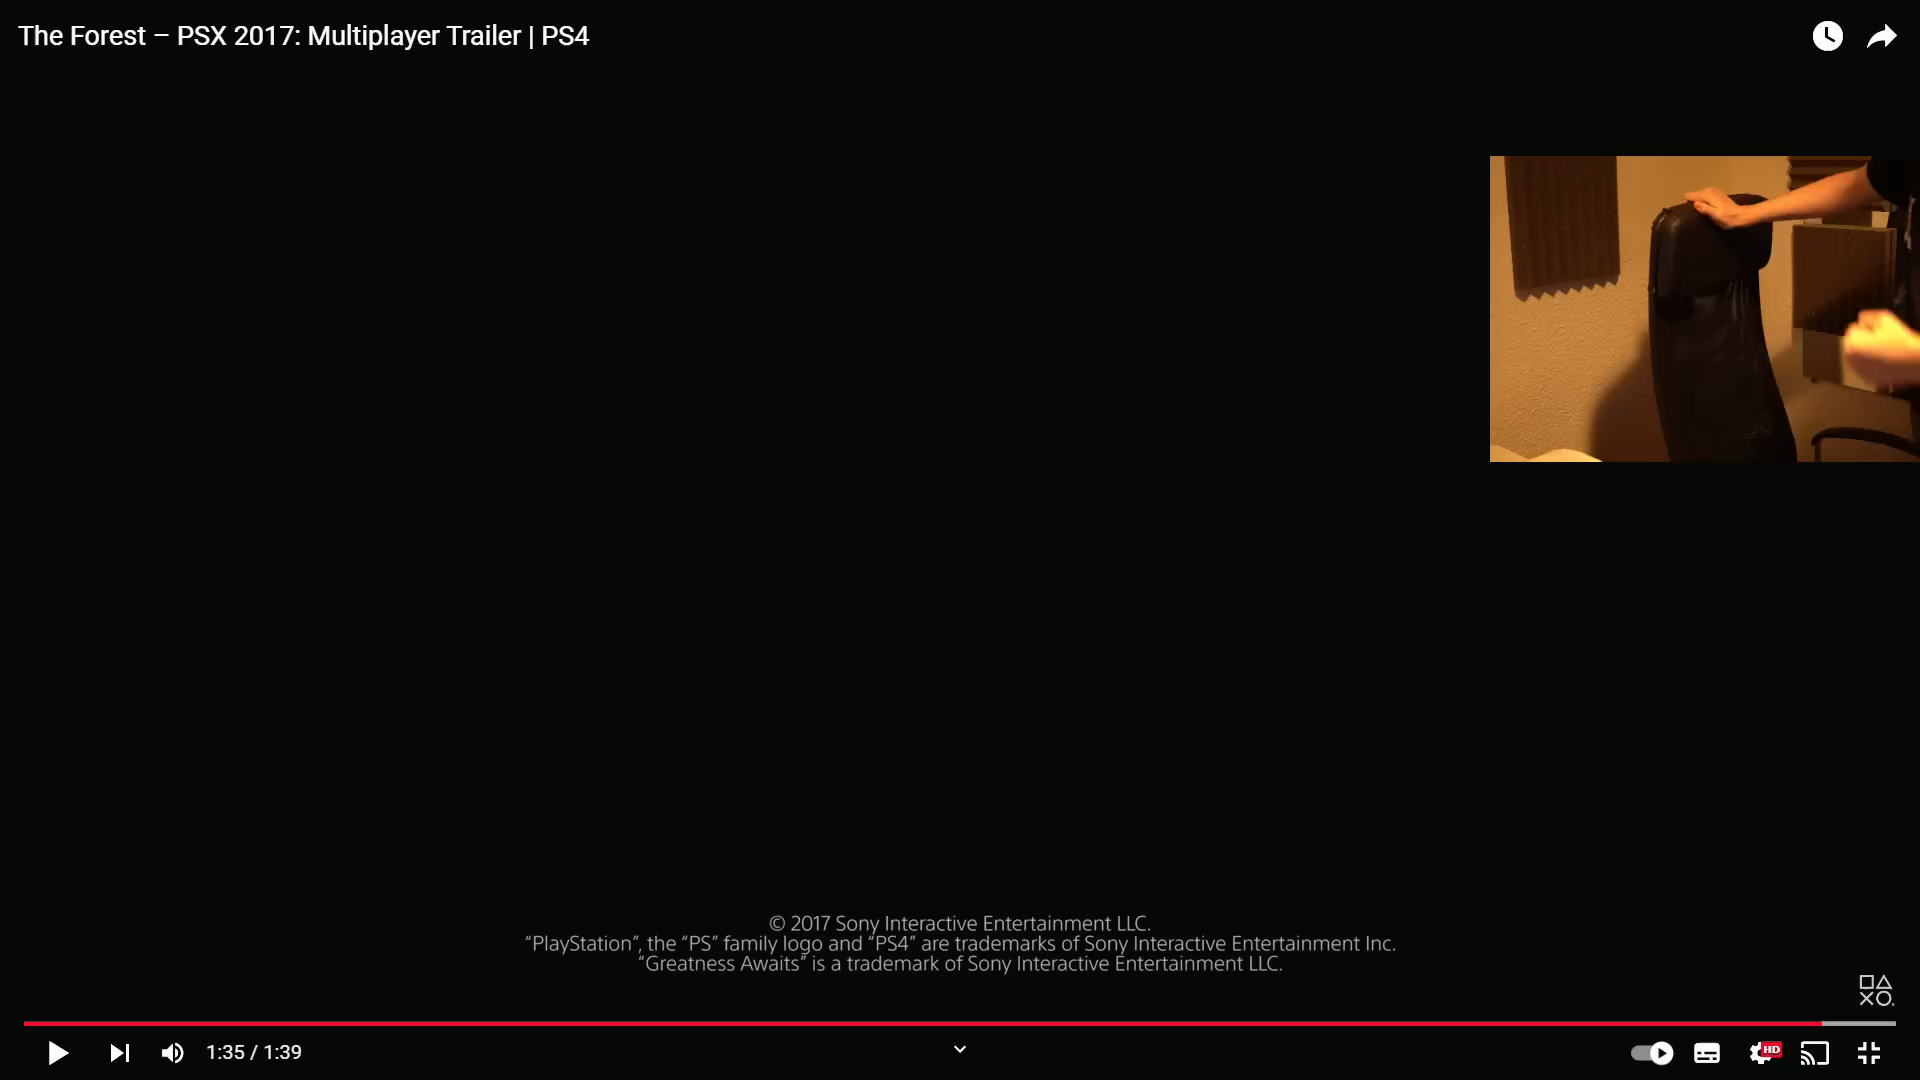 The Forest – PSX 2017: Multiplayer Trailer | PS4
© 2017 Sony Interactive Entertainment LLC.
“PlayStation”, the “PS” family logo and “PS4” are trademarks of Sony Interactive Entertainment Inc.
“Greatness Awaits” is a trademark of Sony Interactive Entertainment LLC.
1:35 / 1:39
HD